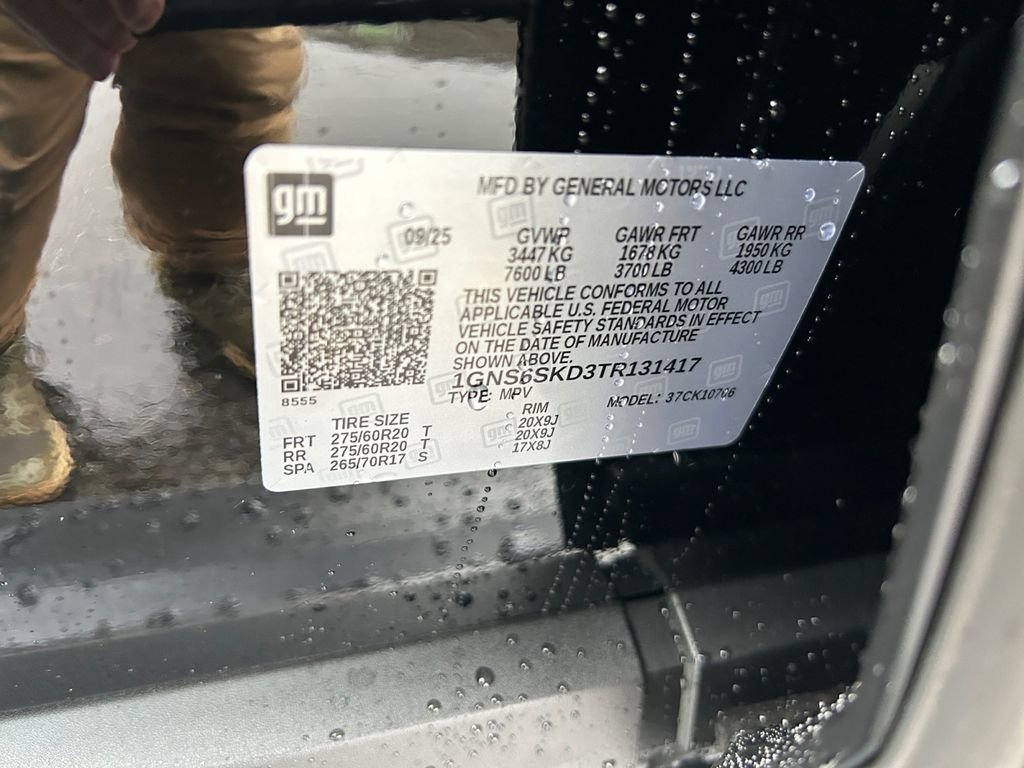 gm
MFD BY GENERAL MOTORS LLC
09/25 GVWR GAWR FRT GAWR RR
3447 KG 1678 KG 1950 KG
7600 LB 3700 LB 4300 LB
THIS VEHICLE CONFORMS TO ALL
APPLICABLE U.S. FEDERAL MOTOR
VEHICLE SAFETY STANDARDS IN EFFECT
ON THE DATE OF MANUFACTURE
SHOWN ABOVE.
1GNS6SKD3TR131417
TYPE: MPV MODEL: 37CK10706
8555
TIRE SIZE RIM
FRT 275/60R20 T 20X9J
RR 275/60R20 T 20X9J
SPA 265/70R17 S 17X8J